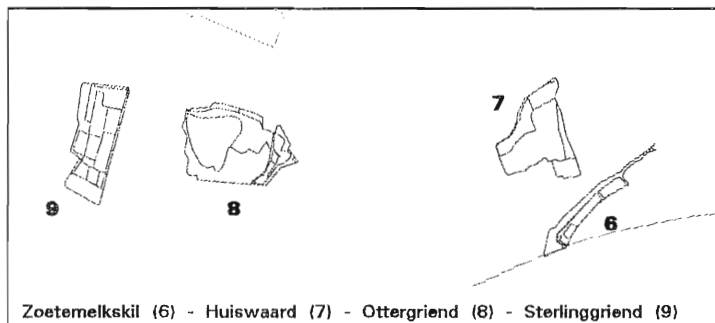 7
9
8
6
Zoetemelkskil (6) - Huiswaard (7) - Ottergriend (8) - Sterlinggriend (9)